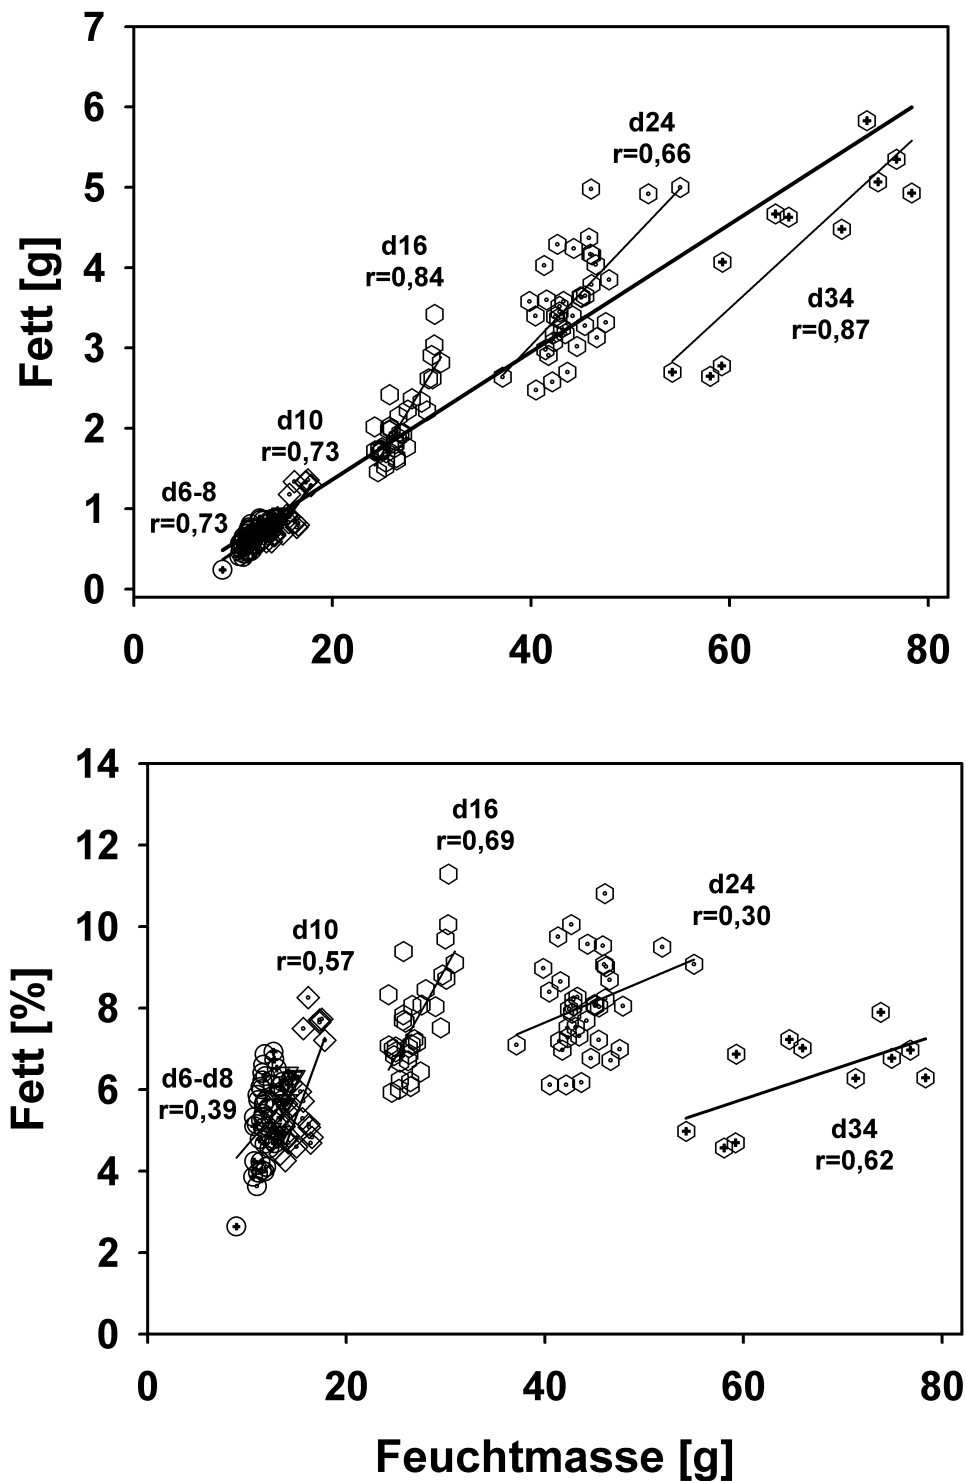 7
6
5
4
3
2
1
0
Fett [g]
d24
r=0,66
d16
r=0,84
d34
r=0,87
d10
r=0,73
d6-8
r=0,73
0 20 40 60 80
14
12
10
8
6
4
2
0
Fett [%]
d16
r=0,69
d24
r=0,30
d10
r=0,57
d6-d8
r=0,39
d34
r=0,62
0 20 40 60 80
Feuchtmasse [g]